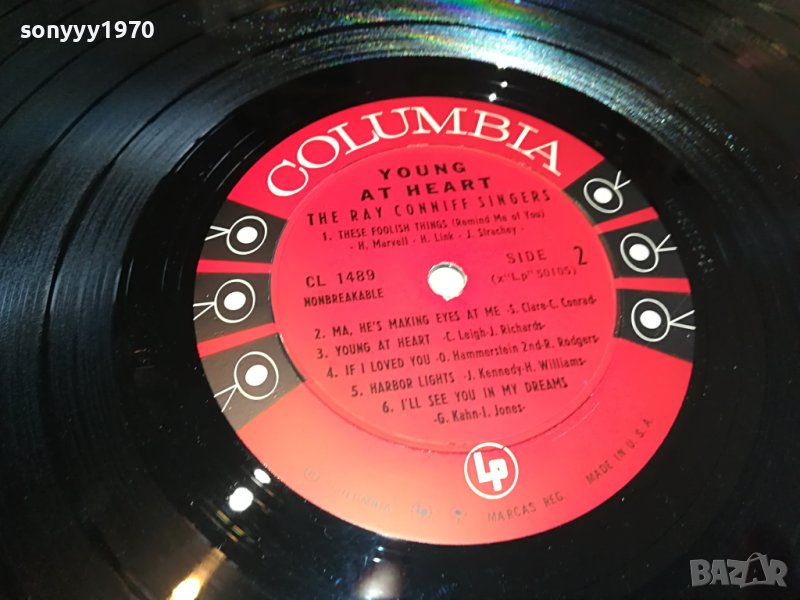 sonyyy1970
COLUMBIA
YOUNG
AT HEART
THE RAY CONNIFF SINGERS
1. THESE FOOLISH THINGS (Remind Me of You)
- H. Marvell - H. Link - J. Strachey -
CL 1489
NONBREAKABLE
SIDE 2
(x"Lp" 50105)
2. MA, HE'S MAKING EYES AT ME -S. Clare-C. Conrad-
3. YOUNG AT HEART -C. Leigh-J. Richards-
4. IF I LOVED YOU -O. Hammerstein 2nd-R. Rodgers-
5. HARBOR LIGHTS -J. Kennedy-H. Williams-
6. I'LL SEE YOU IN MY DREAMS
-G. Kahn-I. Jones-
Lp
MARCAS REG. MADE IN U.S.A.
BAZAR